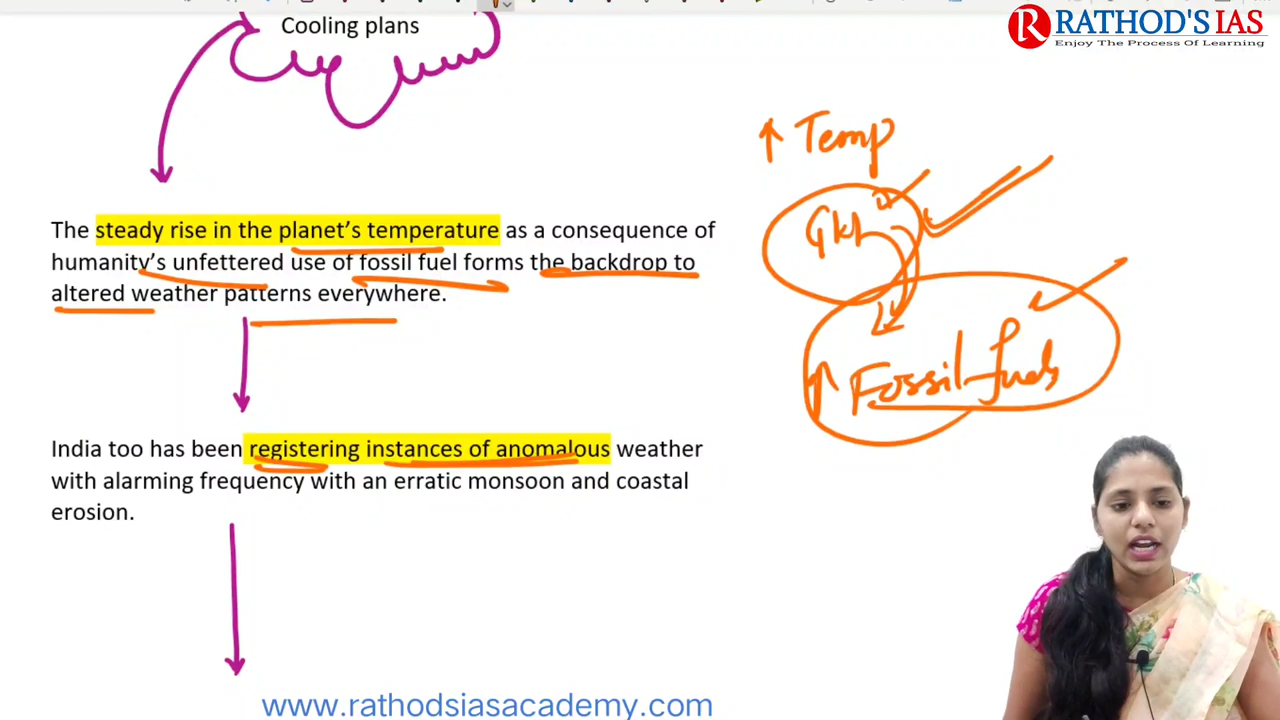 Cooling plans
RATHOD'S IAS
Enjoy The Process Of Learning
↑ Temp
The steady rise in the planet's temperature as a consequence of
humanity's unfettered use of fossil fuel forms the backdrop to
altered weather patterns everywhere.
↑ Fossil fuels
India too has been registering instances of anomalous weather
with alarming frequency with an erratic monsoon and coastal
erosion.
www.rathodsiasacademy.com